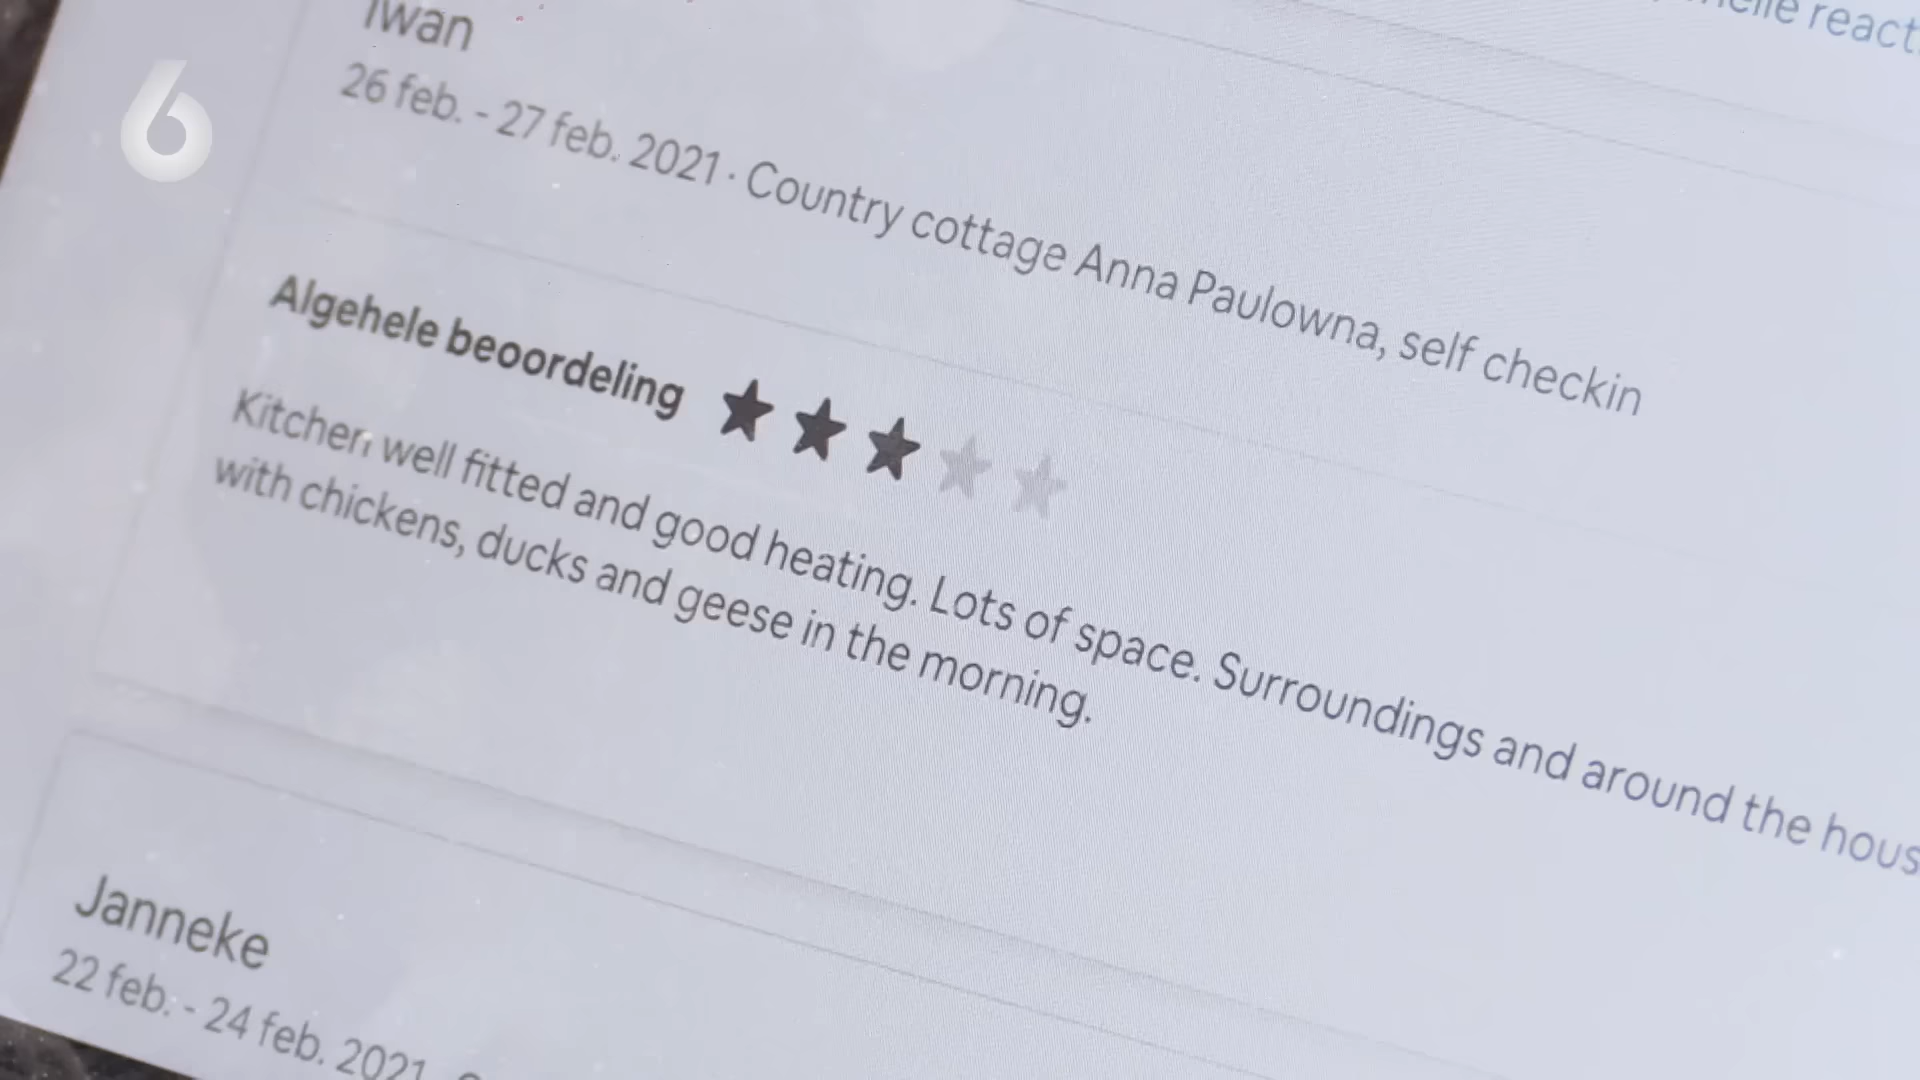 react
Iwan
26 feb. - 27 feb. 2021 · Country cottage Anna Paulowna, self checkin
6
Algehele beoordeling
Kitchen well fitted and good heating. Lots of space. Surroundings and around the hous
with chickens, ducks and geese in the morning.
Janneke
22 feb. - 24 feb. 2021